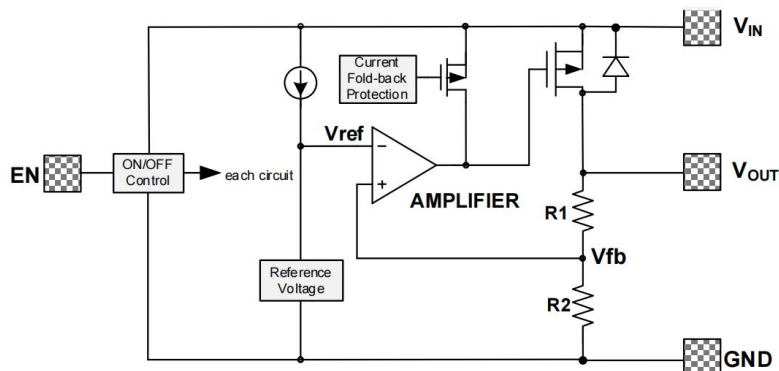 VIN
Current
Fold-back
Protection
Vref
EN
ON/OFF
Control
each circuit
−
+
AMPLIFIER
VOUT
R1
Vfb
Reference
Voltage
R2
GND